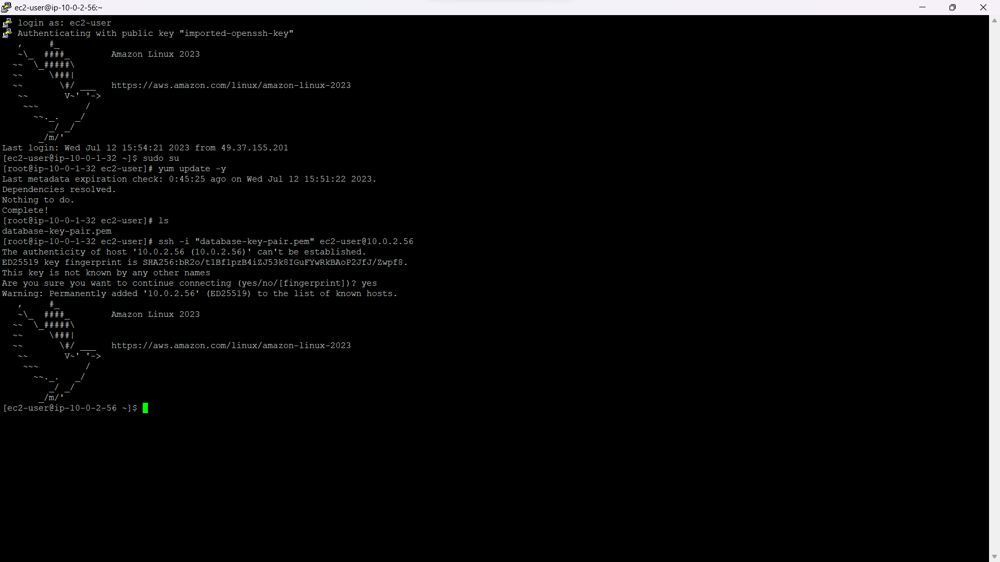 ec2-user@ip-10-0-2-56:~
login as: ec2-user
Authenticating with public key "imported-openssh-key"
   ,     #_
   ~\_  ####_        Amazon Linux 2023
  ~~  \_#####\
  ~~     \###|
  ~~       \#/ ___   https://aws.amazon.com/linux/amazon-linux-2023
   ~~       V~' '->
    ~~~         /
      ~~._.   _/
         _/ _/
       _/m/'
Last login: Wed Jul 12 15:54:21 2023 from 49.37.155.201
[ec2-user@ip-10-0-1-32 ~]$ sudo su
[root@ip-10-0-1-32 ec2-user]# yum update -y
Last metadata expiration check: 0:45:25 ago on Wed Jul 12 15:51:22 2023.
Dependencies resolved.
Nothing to do.
Complete!
[root@ip-10-0-1-32 ec2-user]# ls
database-key-pair.pem
[root@ip-10-0-1-32 ec2-user]# ssh -i "database-key-pair.pem" ec2-user@10.0.2.56
The authenticity of host '10.0.2.56 (10.0.2.56)' can't be established.
ED25519 key fingerprint is SHA256:bR2o/t1Bf1pzB4iZJ53k8IGuFYwRkBAoP2JfJ/Zwpf8.
This key is not known by any other names
Are you sure you want to continue connecting (yes/no/[fingerprint])? yes
Warning: Permanently added '10.0.2.56' (ED25519) to the list of known hosts.
   ,     #_
   ~\_  ####_        Amazon Linux 2023
  ~~  \_#####\
  ~~     \###|
  ~~       \#/ ___   https://aws.amazon.com/linux/amazon-linux-2023
   ~~       V~' '->
    ~~~         /
      ~~._.   _/
         _/ _/
       _/m/'
[ec2-user@ip-10-0-2-56 ~]$